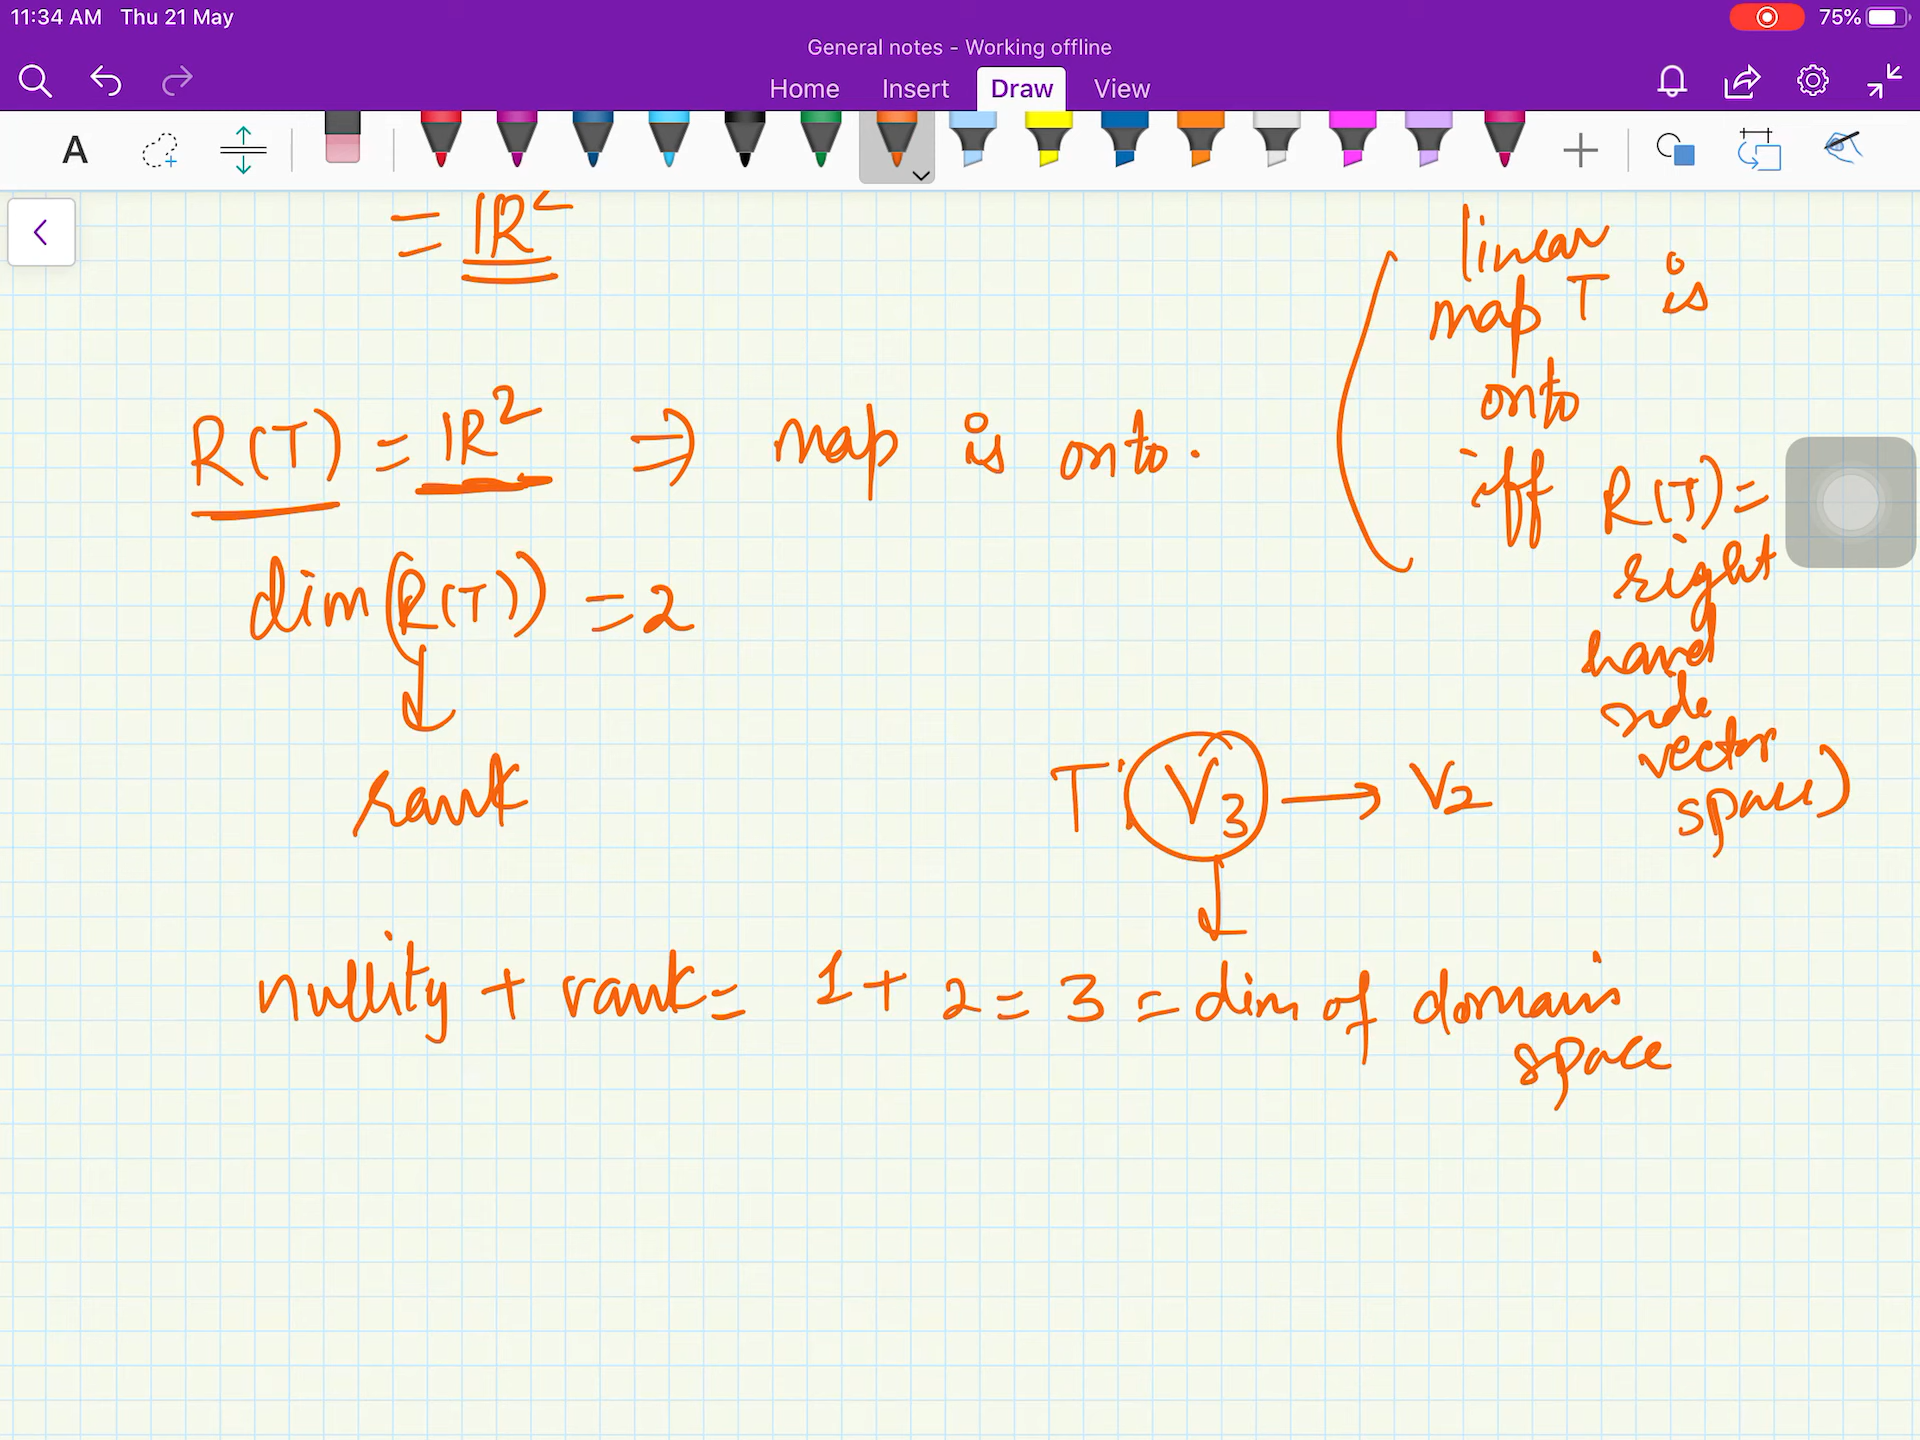 11:34 AM Thu 21 May
75%
General notes - Working offline
Home Insert Draw View
A
= IR²
R(T) = IR² ⇒ map is onto.
dim(R(T)) = 2
↓
rank
(linear
map T is
onto
iff R(T)=
right
hand
side
vector
space)
T: V₃ → V₂
↓
nullity + rank = 1 + 2 = 3 = dim of domain
space